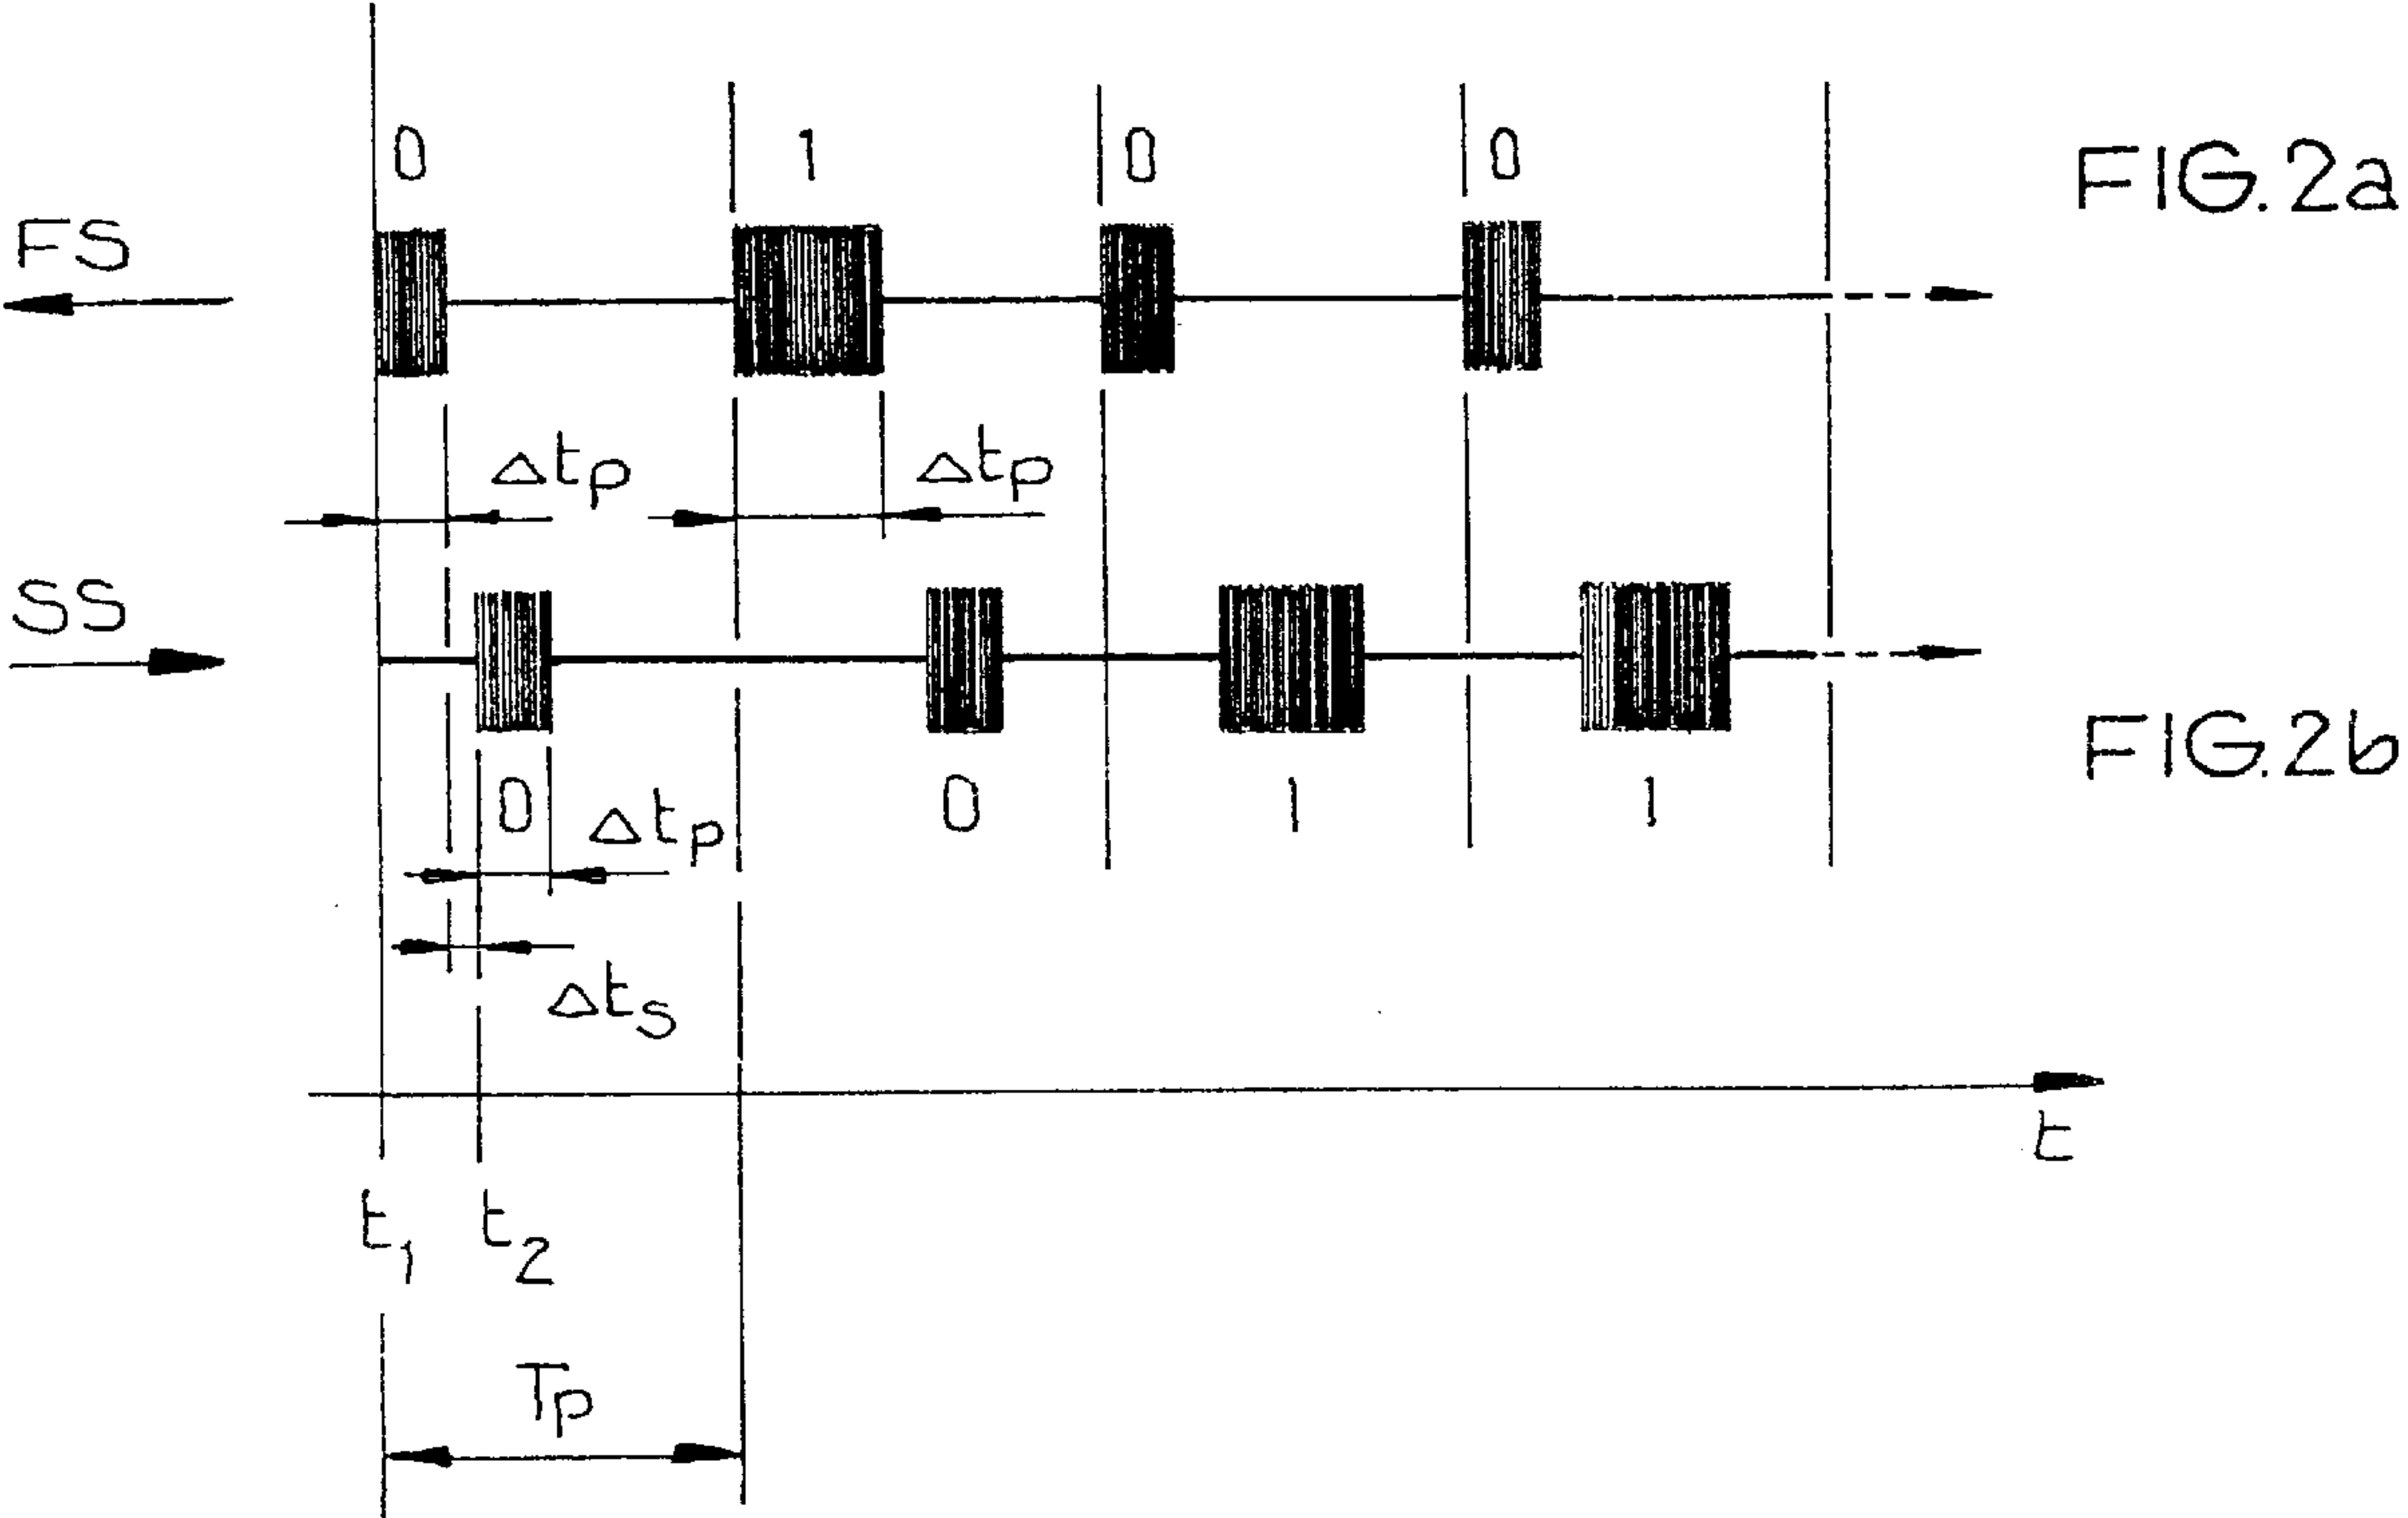 0 1 0 0 FIG.2a
FS
Δtp Δtp
SS
FIG.2b
0 Δtp 0 1 1
Δts
t
t1 t2
Tp